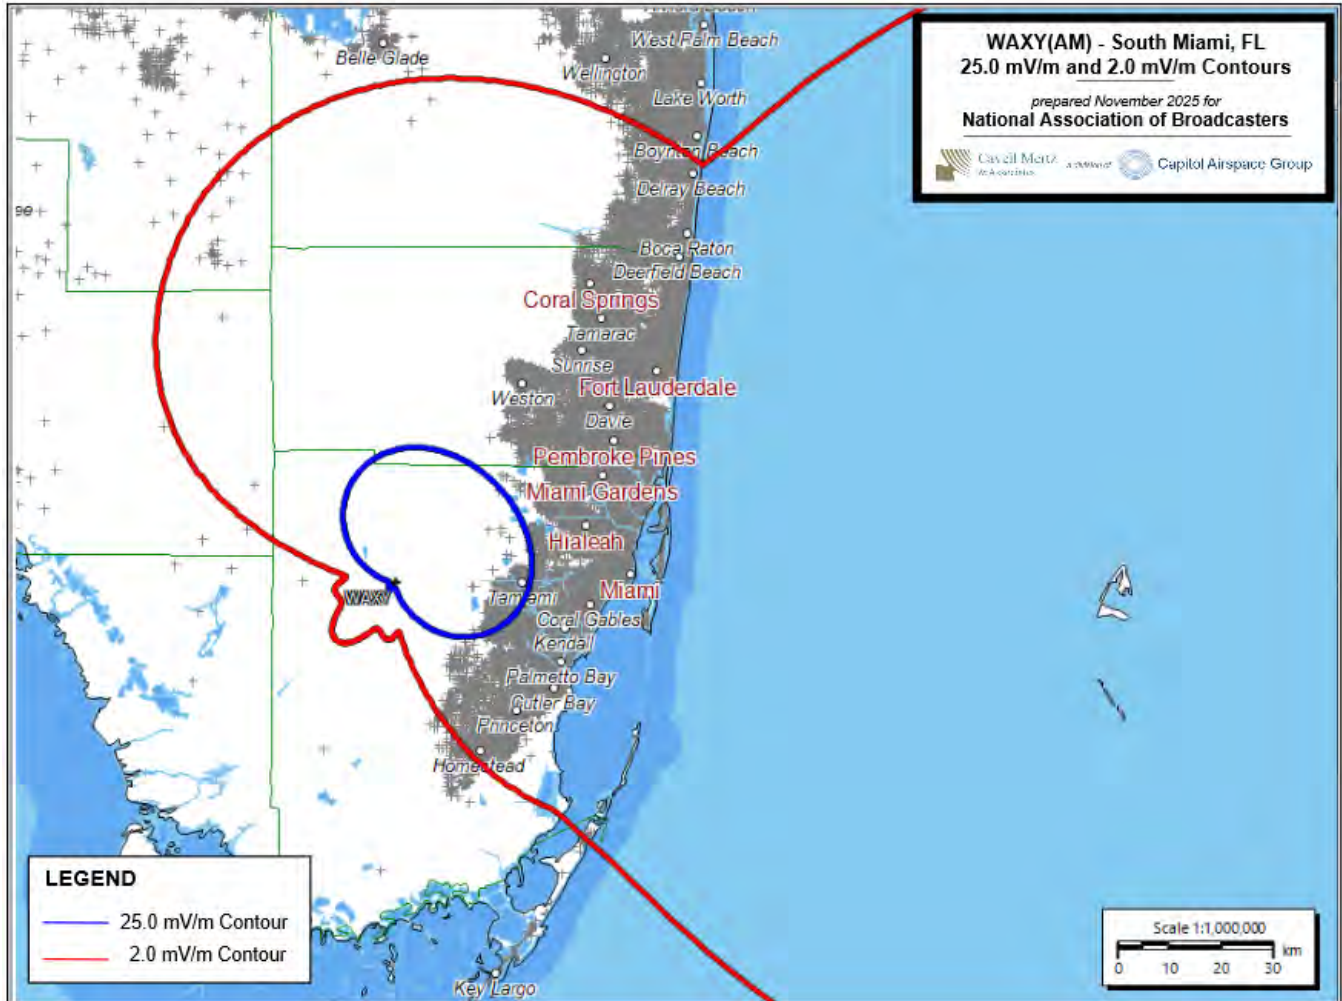 West Palm Beach
Belle Glade
Wellington
Lake Worth
Boynton Beach
Delray Beach
Boca Raton
Deerfield Beach
Coral Springs
Tamarac
Sunrise
Fort Lauderdale
Weston
Davie
Pembroke Pines
Miami Gardens
Hialeah
Miami
WAXY
Tamiami
Coral Gables
Kendall
Palmetto Bay
Cutler Bay
Princeton
Homestead
Key Largo
WAXY(AM) - South Miami, FL
25.0 mV/m and 2.0 mV/m Contours
prepared November 2025 for
National Association of Broadcasters
Cavell Mertz
& Associates
a division of
Capitol Airspace Group
LEGEND
25.0 mV/m Contour
2.0 mV/m Contour
Scale 1:1,000,000
km
0 10 20 30